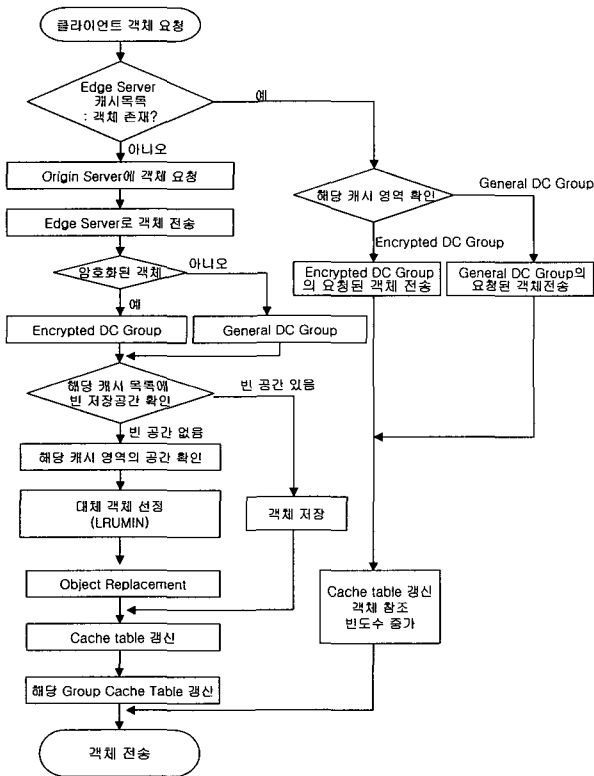 클라이언트 객체 요청
Edge Server
캐시목록
: 객체 존재?
예
아니오
Origin Server에 객체 요청
해당 캐시 영역 확인
General DC Group
Edge Server로 객체 전송
Encrypted DC Group
암호화된 객체
아니오
Encrypted DC Group
의 요청된 객체 전송
General DC Group의
요청된 객체전송
예
Encrypted DC Group
General DC Group
해당 캐시 목록에
빈 저장공간 확인
빈 공간 있음
빈 공간 없음
해당 캐시 영역의 공간 확인
대체 객체 선정
(LRUMIN)
객체 저장
Object Replacement
Cache table 갱신
객체 참조
빈도수 증가
Cache table 갱신
해당 Group Cache Table 갱신
객체 전송